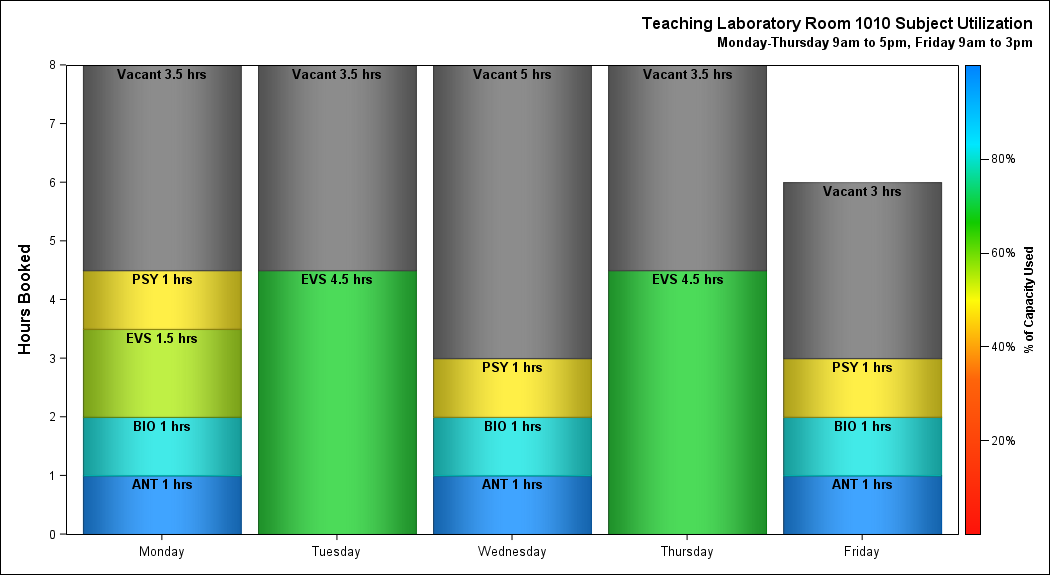 Teaching Laboratory Room 1010 Subject Utilization
Monday-Thursday 9am to 5pm, Friday 9am to 3pm
Hours Booked
8
7
6
5
4
3
2
1
0
Vacant 3.5 hrs
PSY 1 hrs
EVS 1.5 hrs
BIO 1 hrs
ANT 1 hrs
Monday
Vacant 3.5 hrs
EVS 4.5 hrs
Tuesday
Vacant 5 hrs
PSY 1 hrs
BIO 1 hrs
ANT 1 hrs
Wednesday
Vacant 3.5 hrs
EVS 4.5 hrs
Thursday
Vacant 3 hrs
PSY 1 hrs
BIO 1 hrs
ANT 1 hrs
Friday
80%
60%
40%
20%
% of Capacity Used